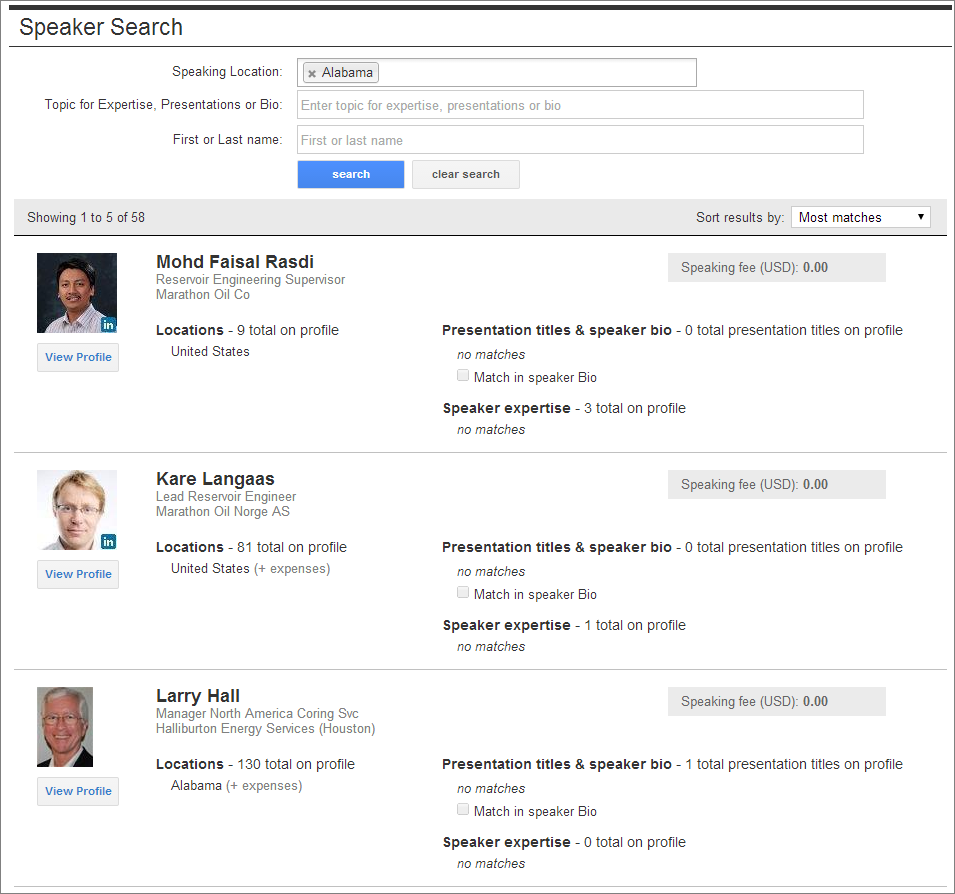 Speaker Search
Speaking Location: × Alabama
Topic for Expertise, Presentations or Bio: Enter topic for expertise, presentations or bio
First or Last name: First or last name
search clear search
Showing 1 to 5 of 58 Sort results by: Most matches
Mohd Faisal Rasdi Speaking fee (USD): 0.00
Reservoir Engineering Supervisor
Marathon Oil Co
in
View Profile
Locations - 9 total on profile
United States
Presentation titles & speaker bio - 0 total presentation titles on profile
no matches
Match in speaker Bio
Speaker expertise - 3 total on profile
no matches
Kare Langaas Speaking fee (USD): 0.00
Lead Reservoir Engineer
Marathon Oil Norge AS
in
View Profile
Locations - 81 total on profile
United States (+ expenses)
Presentation titles & speaker bio - 0 total presentation titles on profile
no matches
Match in speaker Bio
Speaker expertise - 1 total on profile
no matches
Larry Hall Speaking fee (USD): 0.00
Manager North America Coring Svc
Halliburton Energy Services (Houston)
View Profile
Locations - 130 total on profile
Alabama (+ expenses)
Presentation titles & speaker bio - 1 total presentation titles on profile
no matches
Match in speaker Bio
Speaker expertise - 0 total on profile
no matches